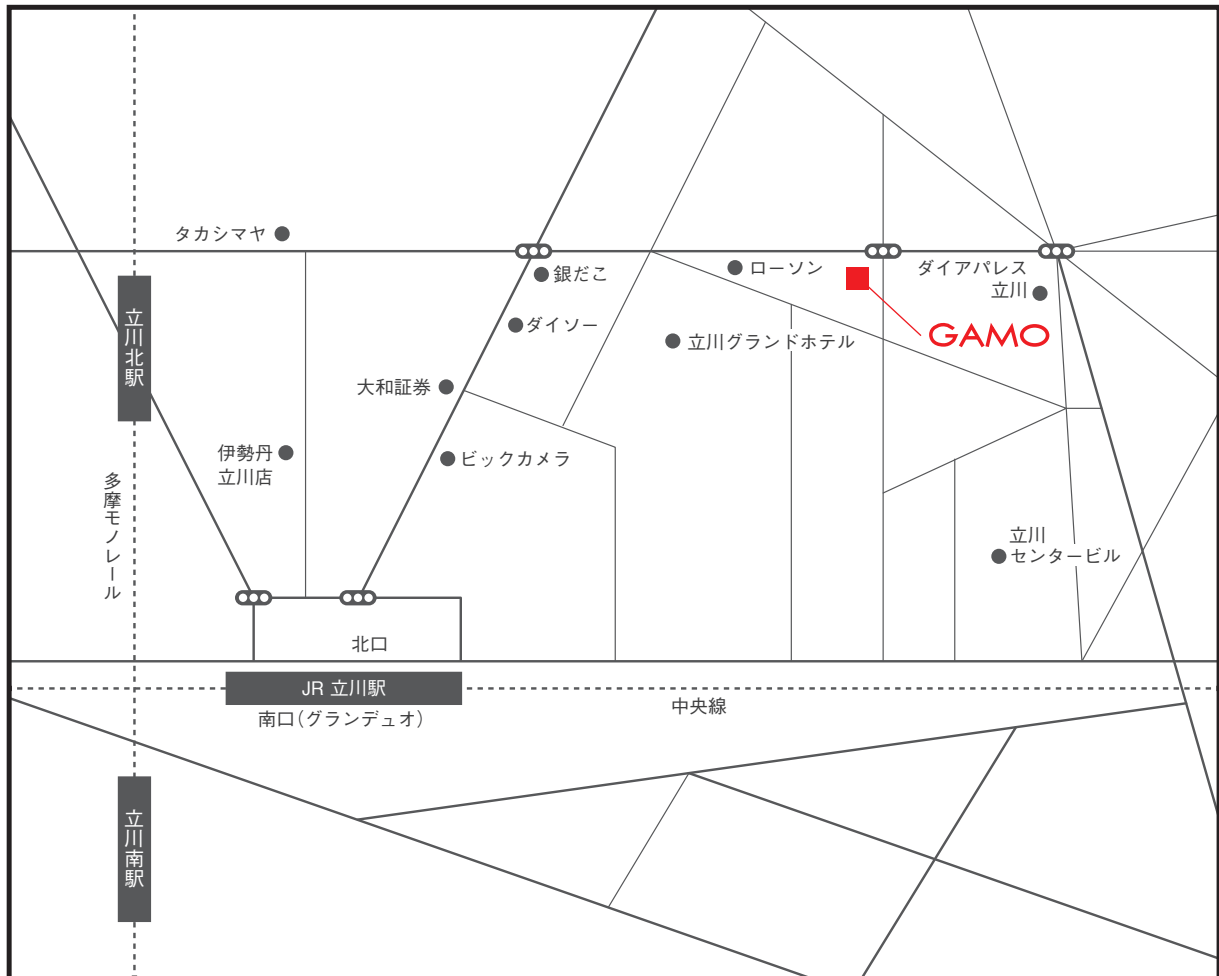 タカシマヤ
銀だこ
ローソン
ダイアパレス
立川
立川北駅
ダイソー
GAMO
立川グランドホテル
大和証券
伊勢丹
立川店
ビックカメラ
多摩モノレール
立川
センタービル
北口
JR 立川駅
南口(グランデュオ)
中央線
立川南駅